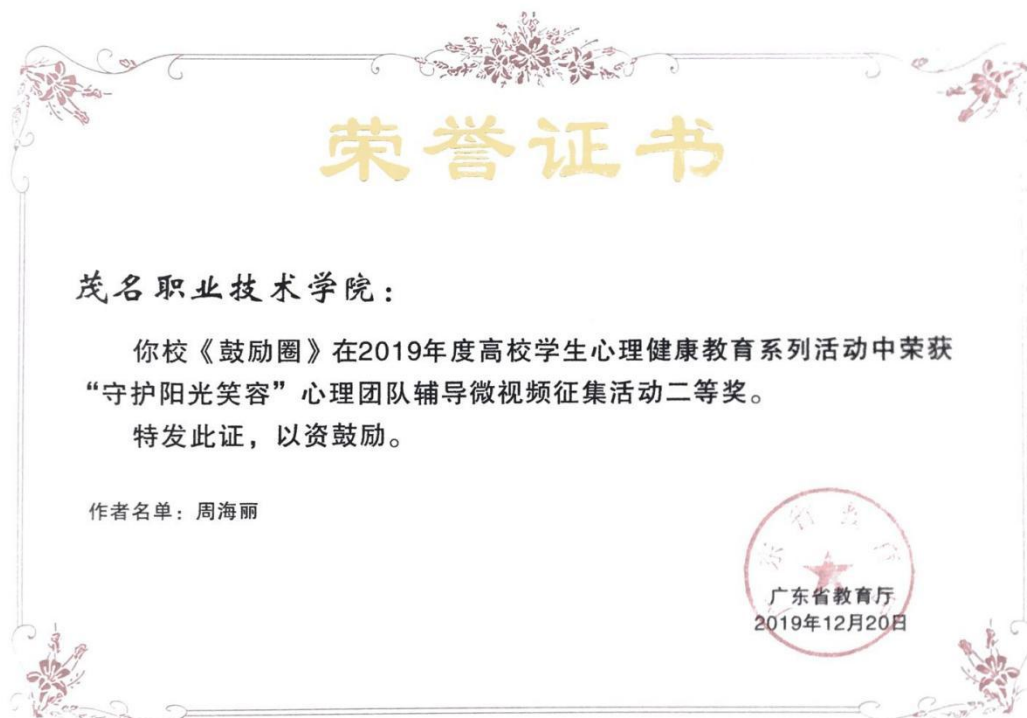 荣誉证书
茂名职业技术学院：
你校《鼓励圈》在2019年度高校学生心理健康教育系列活动中荣获
“守护阳光笑容”心理团队辅导微视频征集活动二等奖。
特发此证，以资鼓励。
作者名单：周海丽
广东省教育厅
2019年12月20日